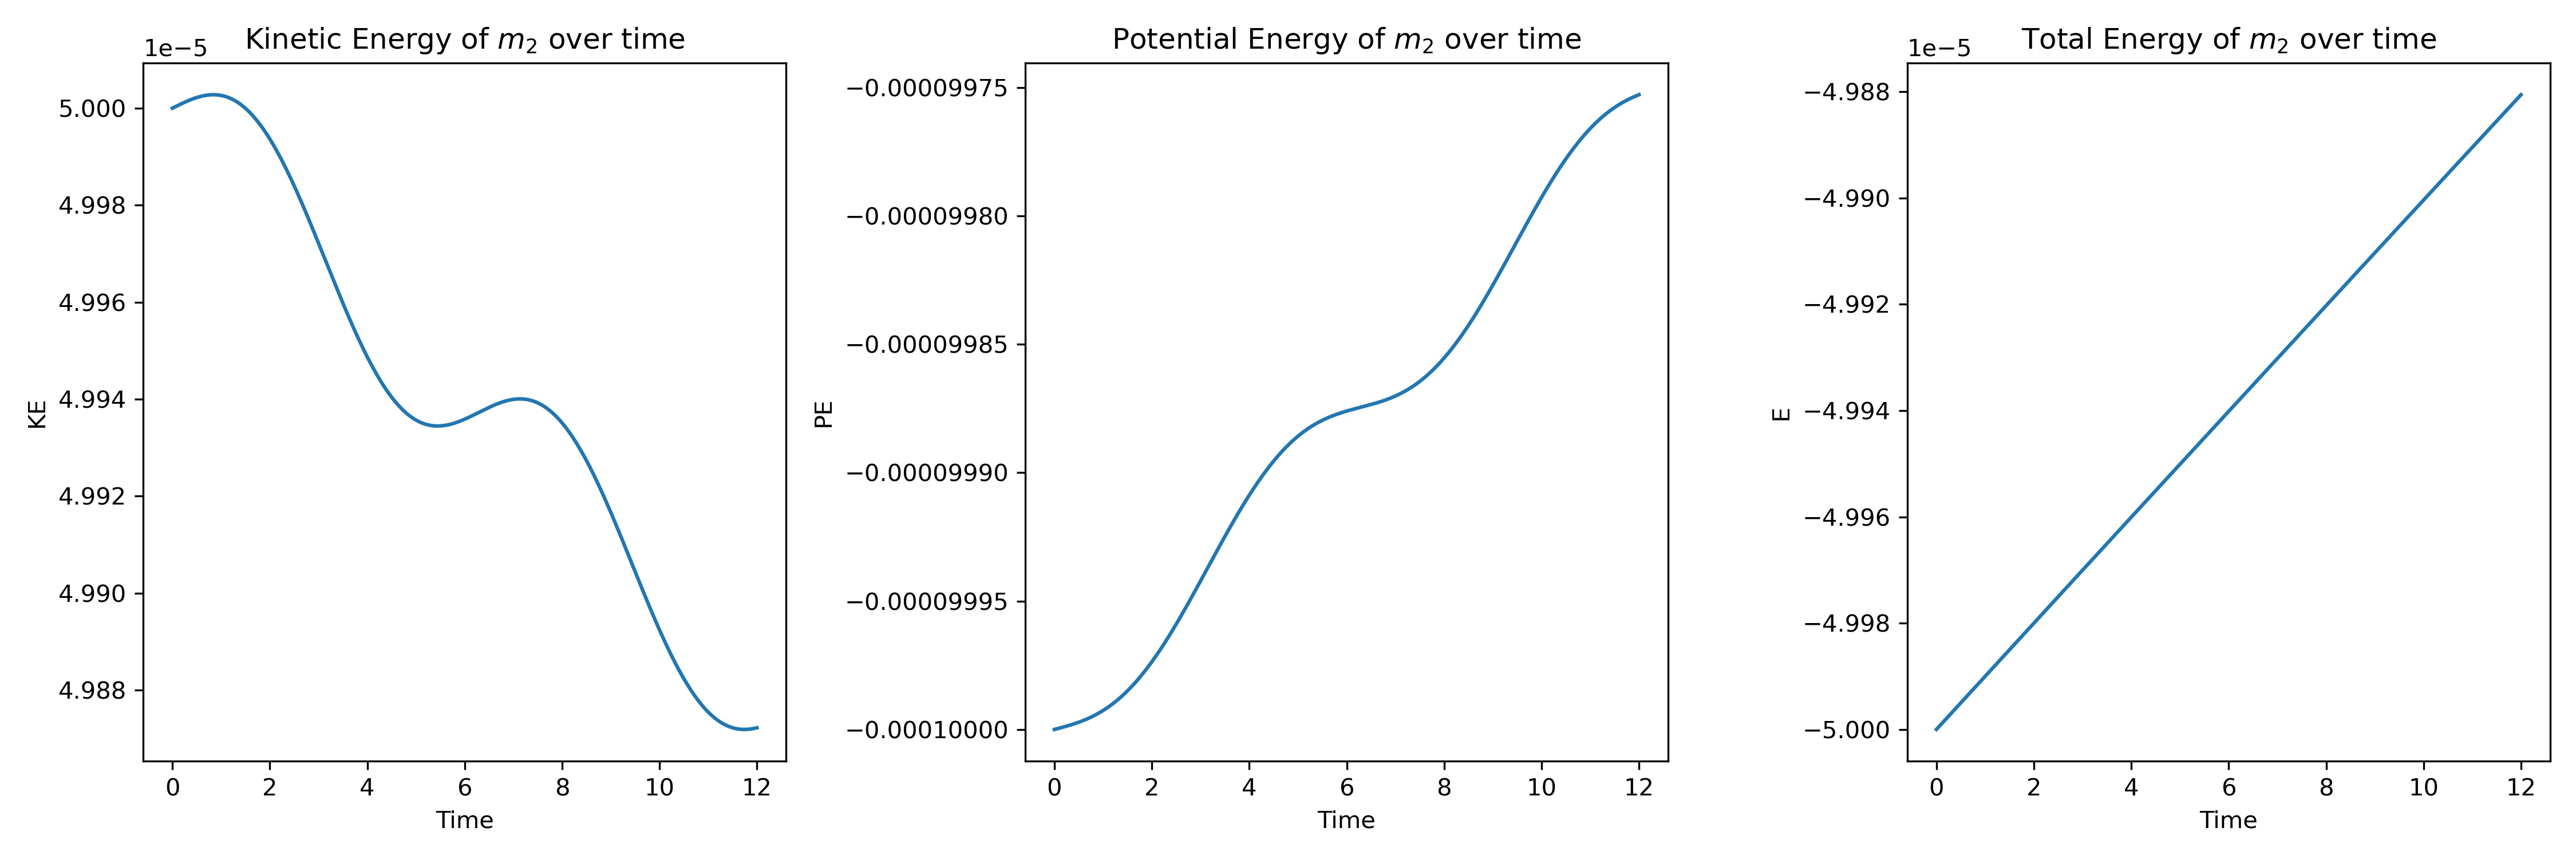 Kinetic Energy of m2 over time
1e−5
5.000
4.998
4.996
4.994
4.992
4.990
4.988
KE
0 2 4 6 8 10 12
Time
Potential Energy of m2 over time
−0.00009975
−0.00009980
−0.00009985
−0.00009990
−0.00009995
−0.00010000
PE
0 2 4 6 8 10 12
Time
Total Energy of m2 over time
1e−5
−4.988
−4.990
−4.992
−4.994
−4.996
−4.998
−5.000
E
0 2 4 6 8 10 12
Time